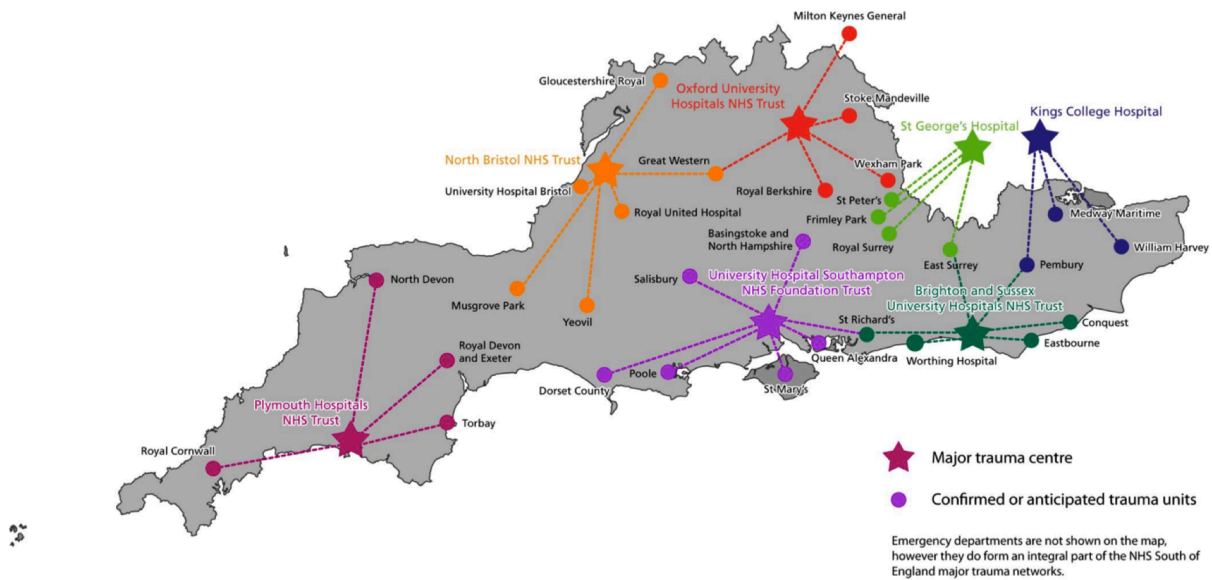 Milton Keynes General
Gloucestershire Royal
Oxford University
Hospitals NHS Trust
Stoke Mandeville
St George's Hospital
Kings College Hospital
North Bristol NHS Trust
Great Western
Wexham Park
University Hospital Bristol
Royal Berkshire
St Peter's
Royal United Hospital
Frimley Park
Medway Maritime
Basingstoke and
North Hampshire
Royal Surrey
William Harvey
East Surrey
Pembury
North Devon
Salisbury
University Hospital Southampton
NHS Foundation Trust
Brighton and Sussex
University Hospitals NHS Trust
Musgrove Park
Yeovil
St Richard's
Conquest
Royal Devon
and Exeter
Queen Alexandra
Worthing Hospital
Eastbourne
Poole
Dorset County
St Mary's
Plymouth Hospitals
NHS Trust
Torbay
Royal Cornwall
Major trauma centre
Confirmed or anticipated trauma units
Emergency departments are not shown on the map,
however they do form an integral part of the NHS South of
England major trauma networks.